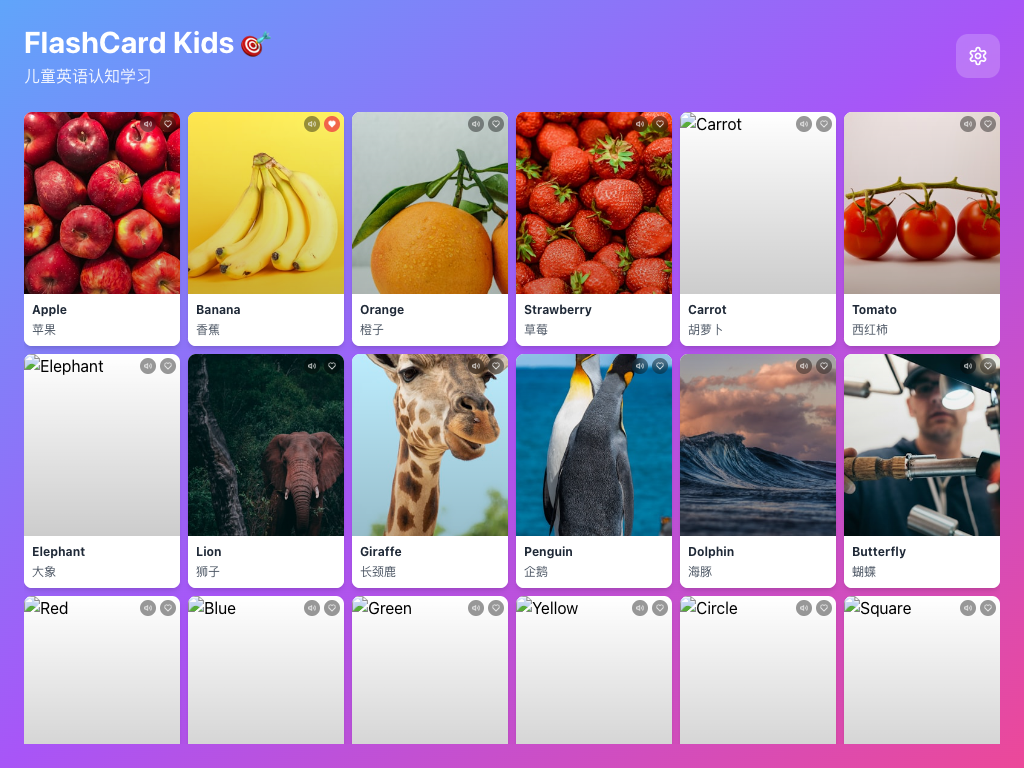 FlashCard Kids 🎯
儿童英语认知学习
Apple
苹果
Banana
香蕉
Orange
橙子
Strawberry
草莓
Carrot
Carrot
胡萝卜
Tomato
西红柿
Elephant
Elephant
大象
Lion
狮子
Giraffe
长颈鹿
Penguin
企鹅
Dolphin
海豚
Butterfly
蝴蝶
Red
Blue
Green
Yellow
Circle
Square